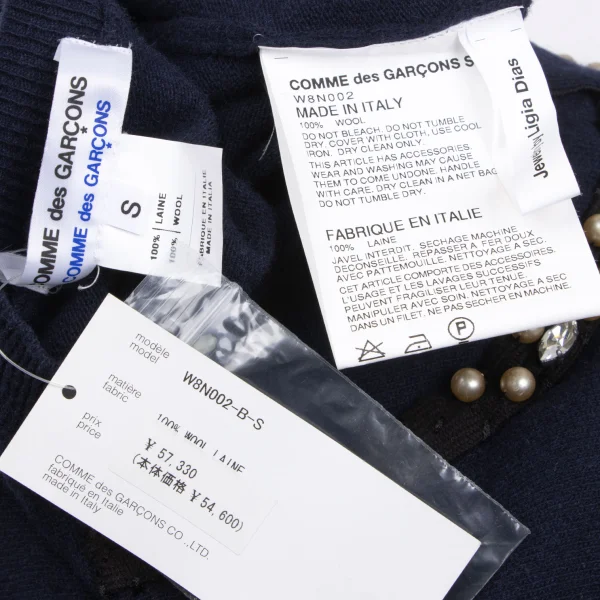 COMME des GARÇONS
COMME des GARÇONS
S
100% LAINE
100% WOOL
FABRIQUÉ EN ITALIE
MADE IN ITALY
COMME des GARÇONS S
W8N002
MADE IN ITALY
100% WOOL
DO NOT BLEACH. DO NOT TUMBLE
DRY. COVER WITH CLOTH. USE COOL
IRON. DRY CLEAN ONLY.
THIS ARTICLE HAS ACCESSORIES.
WEAR AND WASHING MAY CAUSE
THEM TO COME UNDONE. HANDLE
WITH CARE. DRY CLEAN IN A NET BAG
DO NOT TUMBLE DRY.
FABRIQUE EN ITALIE
100% LAINE
JAVEL INTERDIT. SECHAGE MACHINE
DECONSEILLE. REPASSER A FER DOUX
AVEC PATTEMOUILLE. NETTOYAGE A SEC.
CET ARTICLE COMPORTE DES ACCESSOIRES.
L'USAGE ET LES LAVAGES SUCCESSIFS
PEUVENT FRAGILISER LEUR TENUE.
MANIPULER AVEC SOIN. NETTOYAGE A SEC
DANS UN FILET. NE PAS SECHER EN MACHINE.
P
Ligia Dias
modèle
model
W8N002-B-S
matière
fabric
100% WOOL LAINE
prix
price
¥ 57,330
(本体価格 ¥54,600)
COMME des GARÇONS CO.,LTD.
fabriqué en Italie
made in Italy